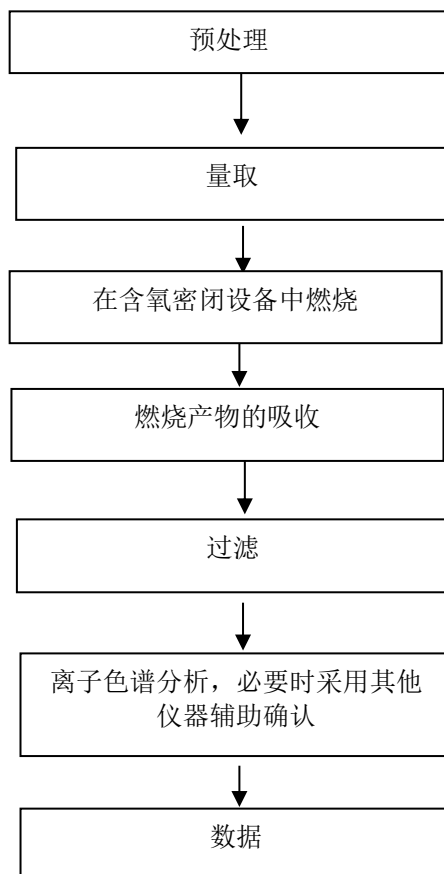 预处理
量取
在含氧密闭设备中燃烧
燃烧产物的吸收
过滤
离子色谱分析，必要时采用其他
仪器辅助确认
数据